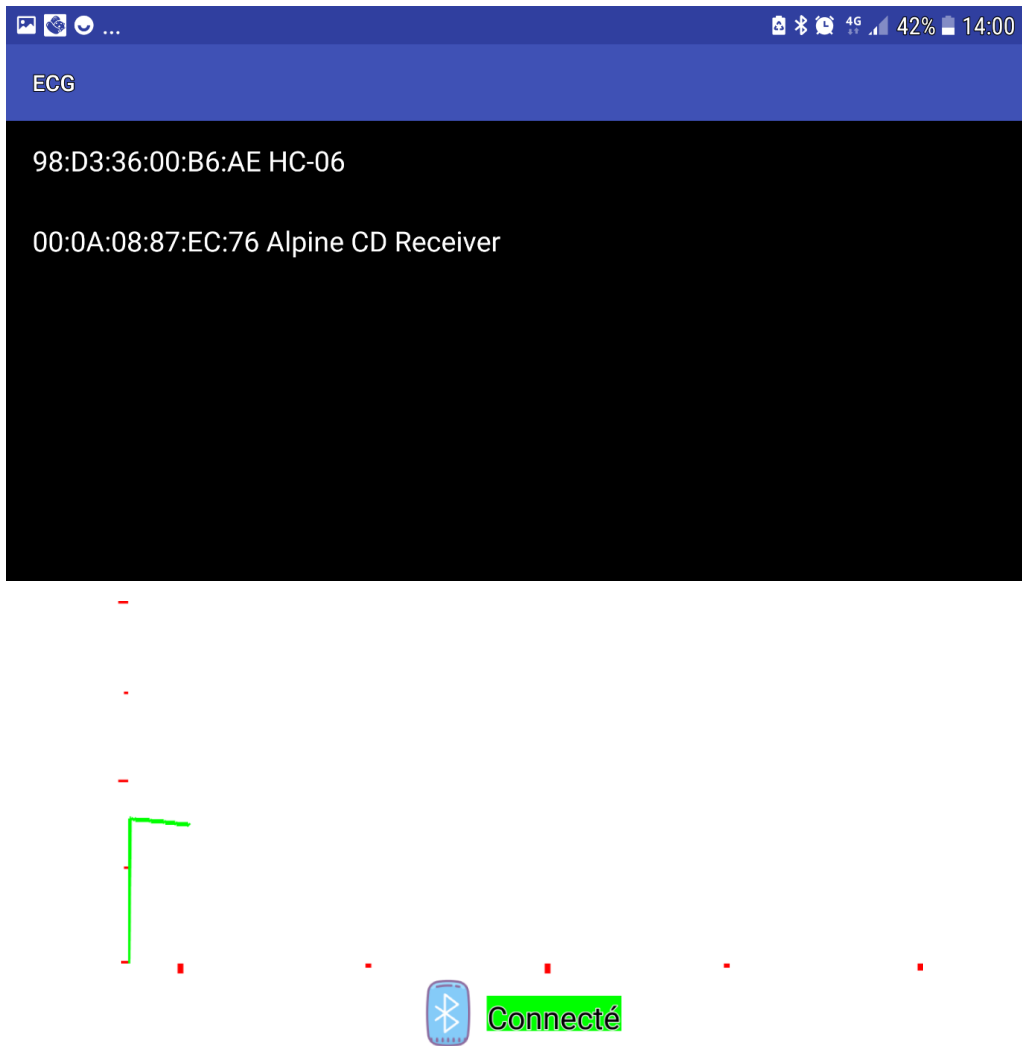 ... 4G 42% 14:00
ECG
98:D3:36:00:B6:AE HC-06
00:0A:08:87:EC:76 Alpine CD Receiver
Connecté